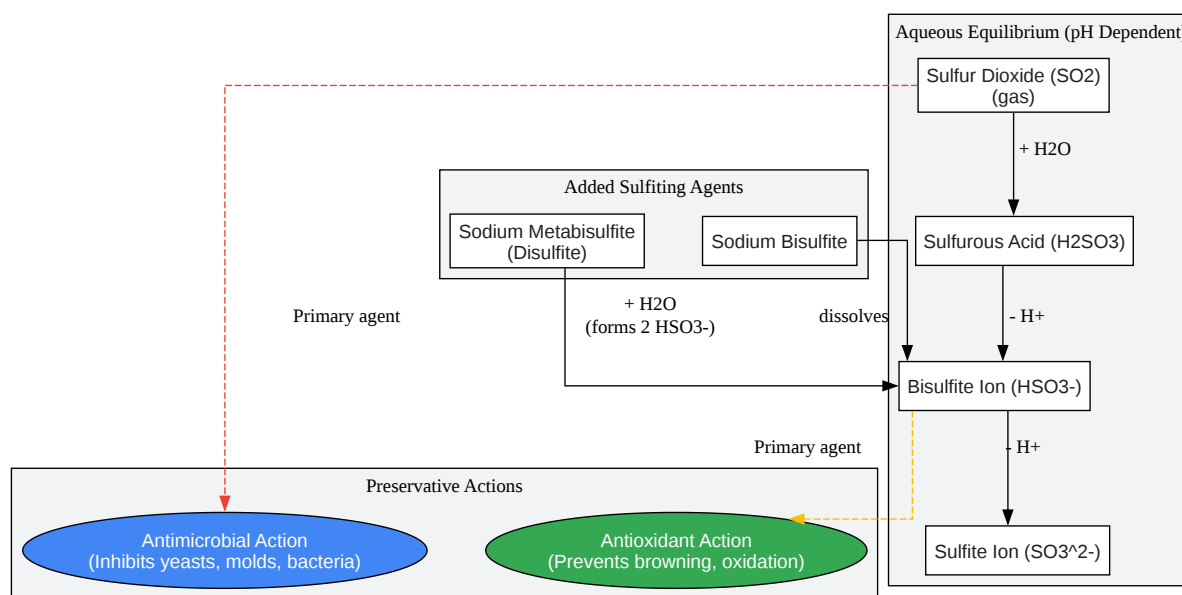 Aqueous Equilibrium (pH Dependent)
Sulfur Dioxide (SO2)
(gas)
+ H2O
Added Sulfiting Agents
Sodium Metabisulfite
(Disulfite)
Sodium Bisulfite
Sulfurous Acid (H2SO3)
+ H2O
(forms 2 HSO3-)
Primary agent
dissolves
- H+
Bisulfite Ion (HSO3-)
Primary agent
- H+
Preservative Actions
Antimicrobial Action
(Inhibits yeasts, molds, bacteria)
Antioxidant Action
(Prevents browning, oxidation)
Sulfite Ion (SO3^2-)